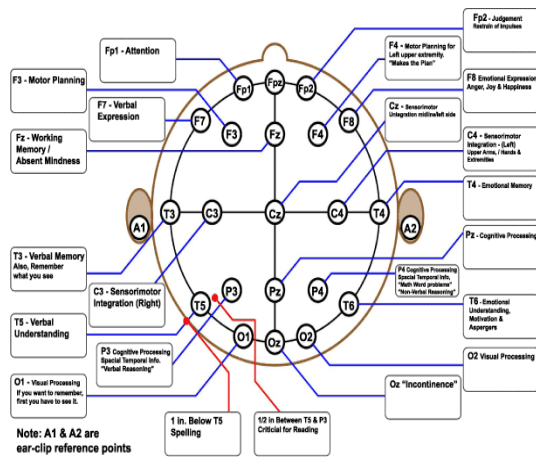 Fp1 - Attention
F3 - Motor Planning
F7 - Verbal
Expression
Fz - Working
Memory /
Absent Mindness
T3 - Verbal Memory
Also, Remember
what you see
C3 - Sensorimotor
Integration (Right)
T5 - Verbal
Understanding
P3 Cognitive Processing
Special Temporal Info.
"Verbal Reasoning"
O1 - Visual Processing
If you want to remember,
first you have to see it.
Note: A1 & A2 are
ear-clip reference points
1 in. Below T5
Spelling
1/2 in Between T5 & P3
Criticial for Reading
Fp2 - Judgement
Restrain of Impulses
F4 - Motor Planning for
Left upper extremity.
"Makes the Plan"
F8 Emotional Expression
Anger, Joy & Happiness
Cz - Sensorimotor
Untegration midline/left side
C4 - Sensorimotor
Integration - (Left)
Upper Arms, / Hands &
Extremities
T4 - Emotional Memory
Pz - Cognitive Processing
P4 Cognitive Processing
Special Temporal Info,
"Math Word problems"
"Non-Verbal Reasoning"
T6 - Emotional
Understanding,
Motivation &
Aspergers
O2 Visual Processing
Oz "Incontinence"
Fp1 Fpz Fp2
F7 F3 Fz F4 F8
A1 T3 C3 Cz C4 T4 A2
T5 P3 Pz P4 T6
O1 Oz O2